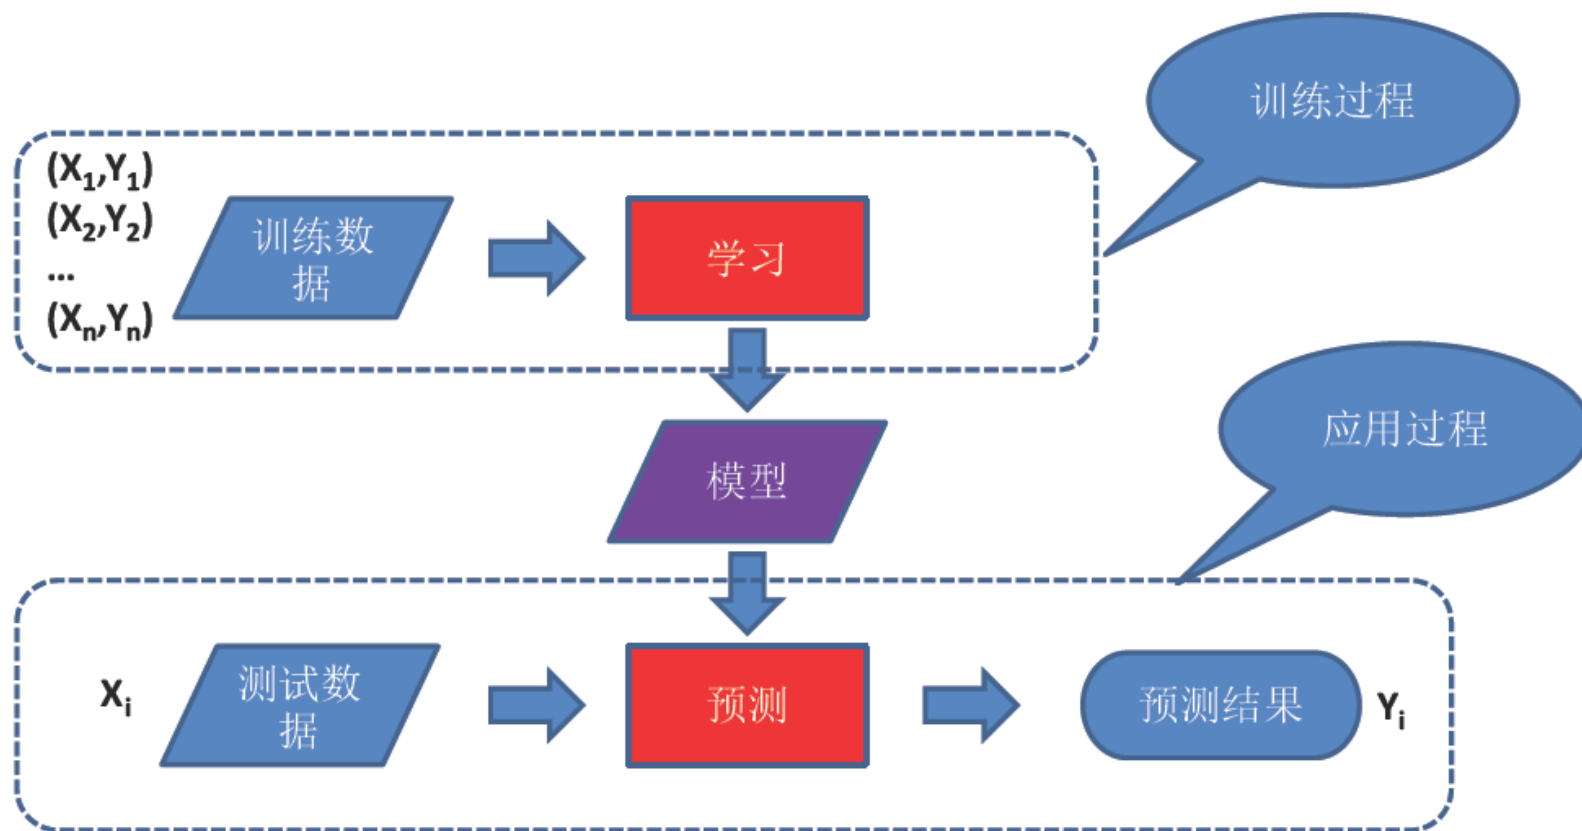 训练过程
(X₁,Y₁)
(X₂,Y₂)
...
(Xₙ,Yₙ)
训练数
据
学习
模型
应用过程
Xᵢ
测试数
据
预测
预测结果
Yᵢ